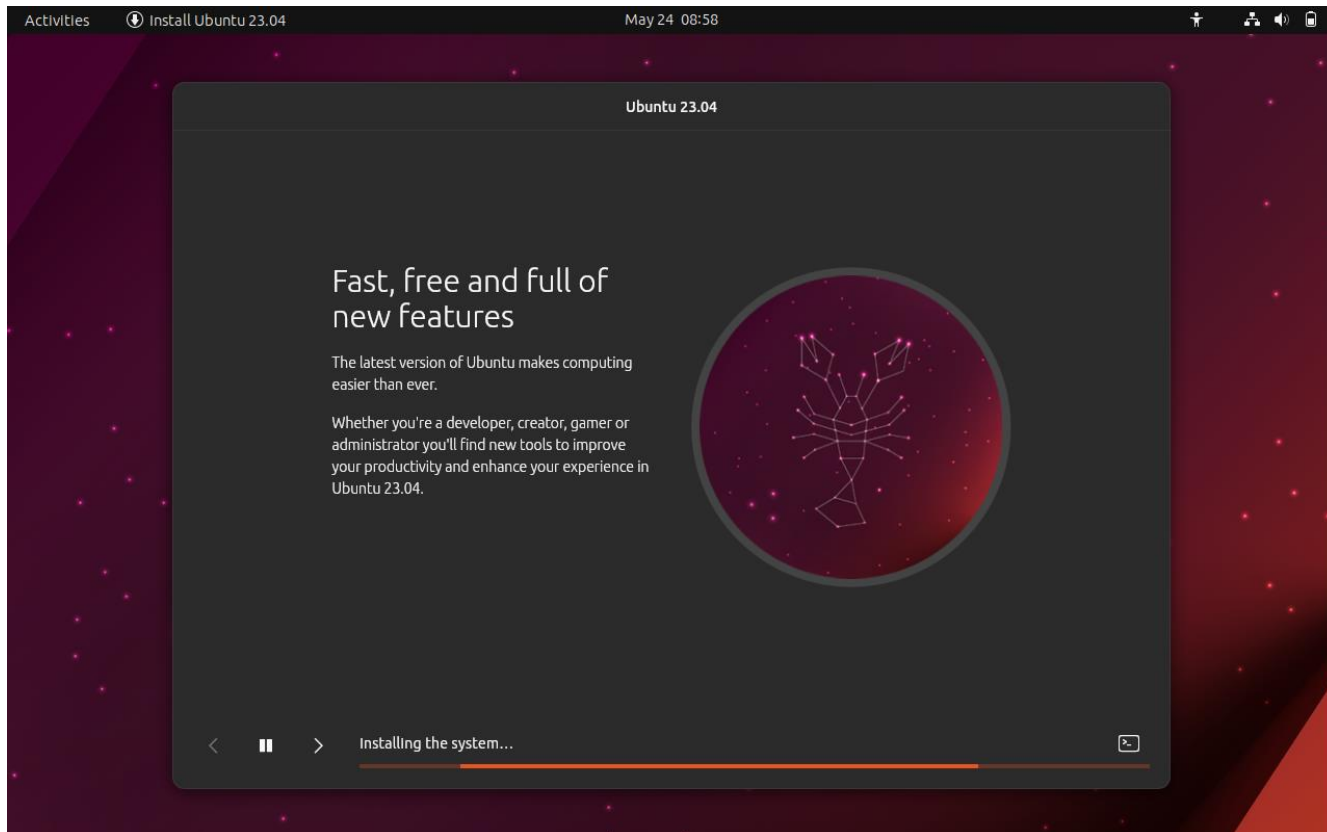 Activities Install Ubuntu 23.04 May 24 08:58
Ubuntu 23.04
Fast, free and full of
new features
The latest version of Ubuntu makes computing
easier than ever.
Whether you're a developer, creator, gamer or
administrator you'll find new tools to improve
your productivity and enhance your experience in
Ubuntu 23.04.
Installing the system...